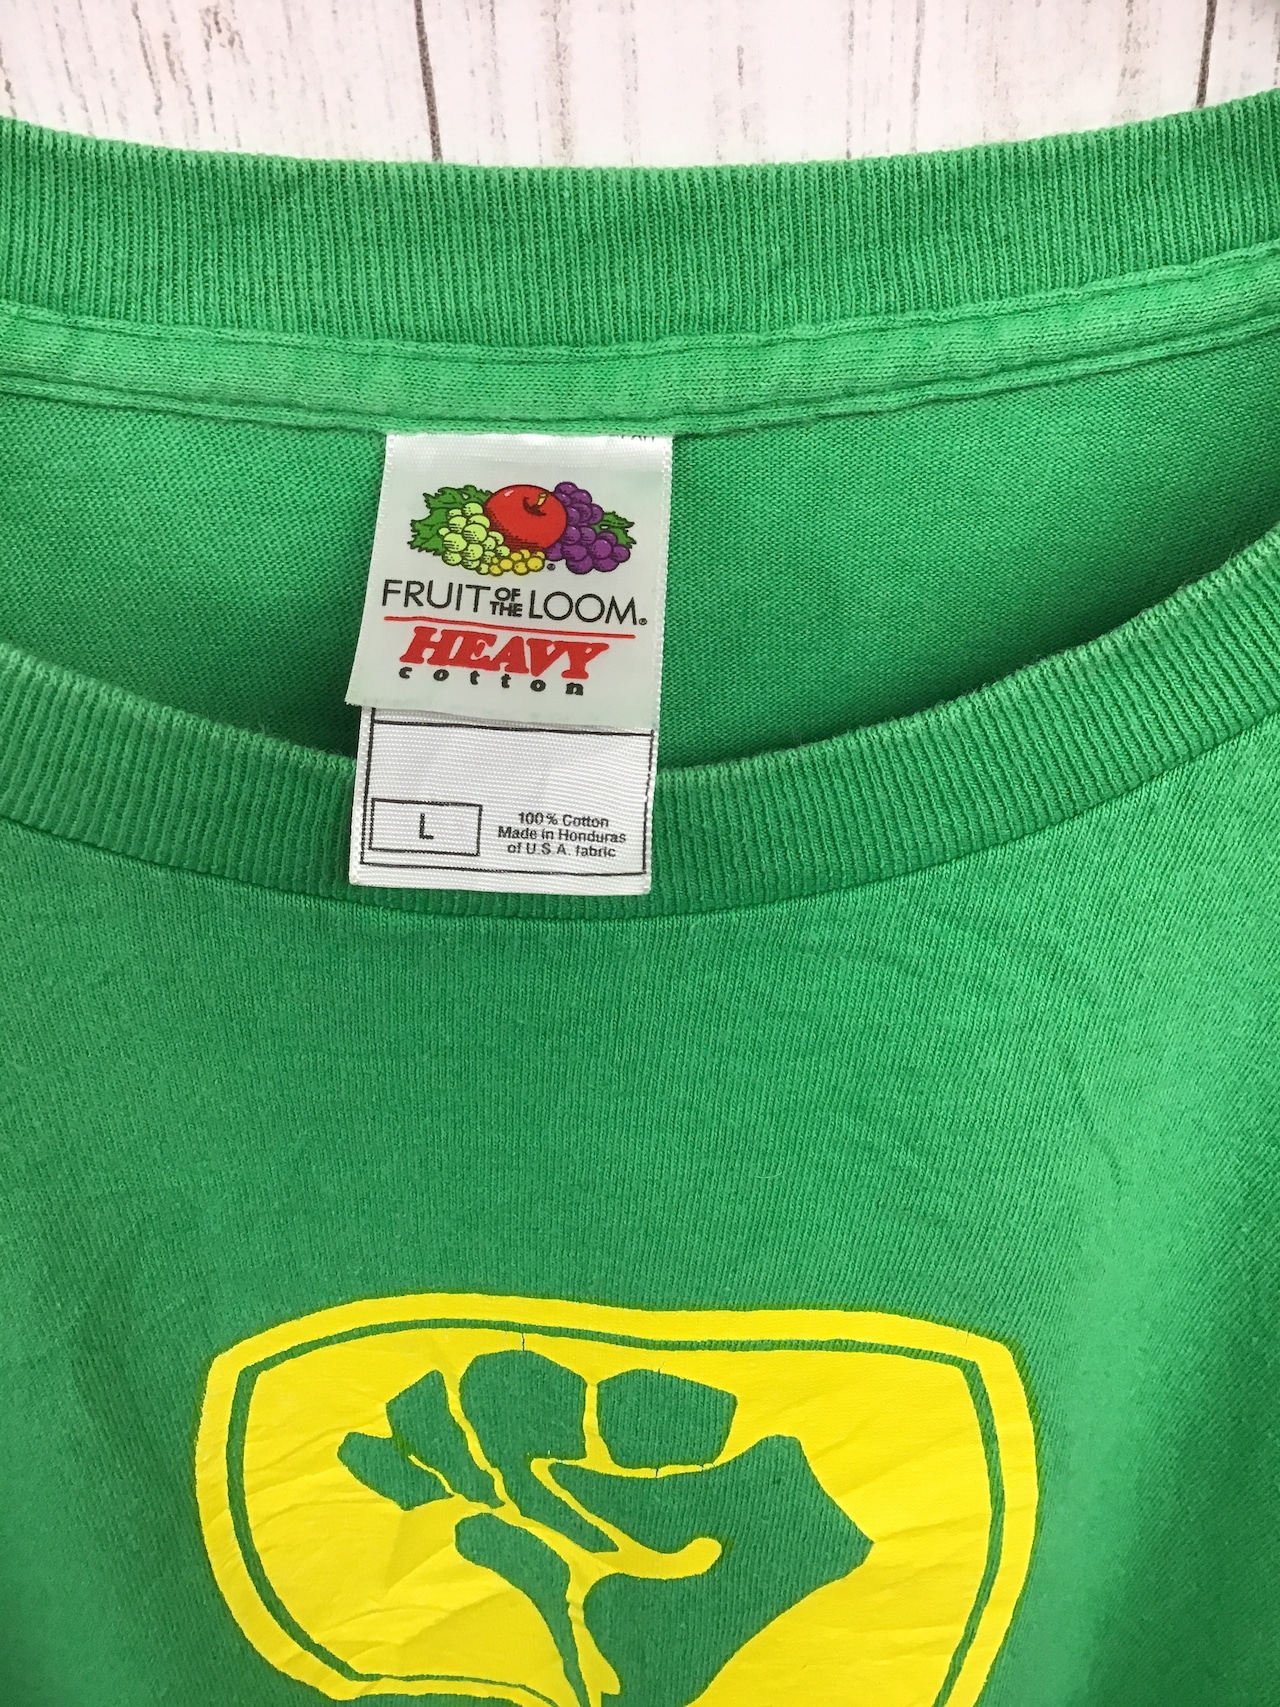 FRUIT OF THE LOOM®
HEAVY
cotton
L
100% Cotton
Made in Honduras
of U.S.A. fabric